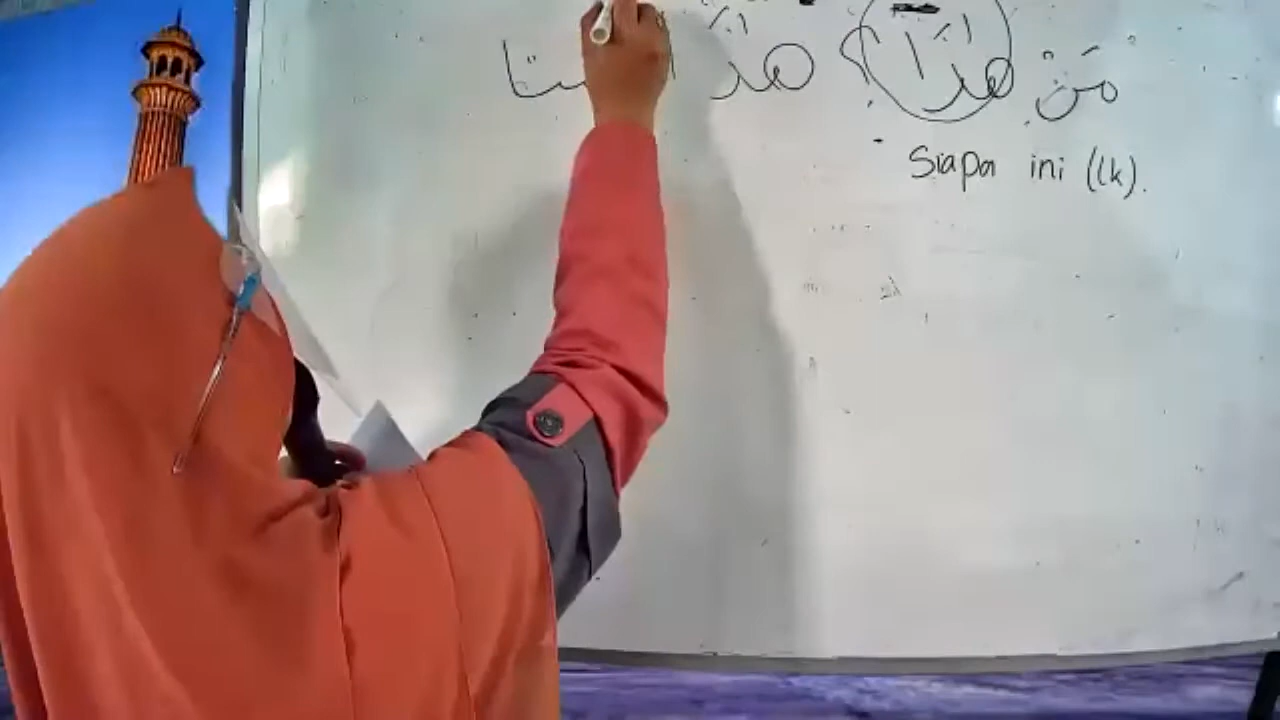 مَنْ هٰذَا؟ هٰذَا
Siapa ini (lk).